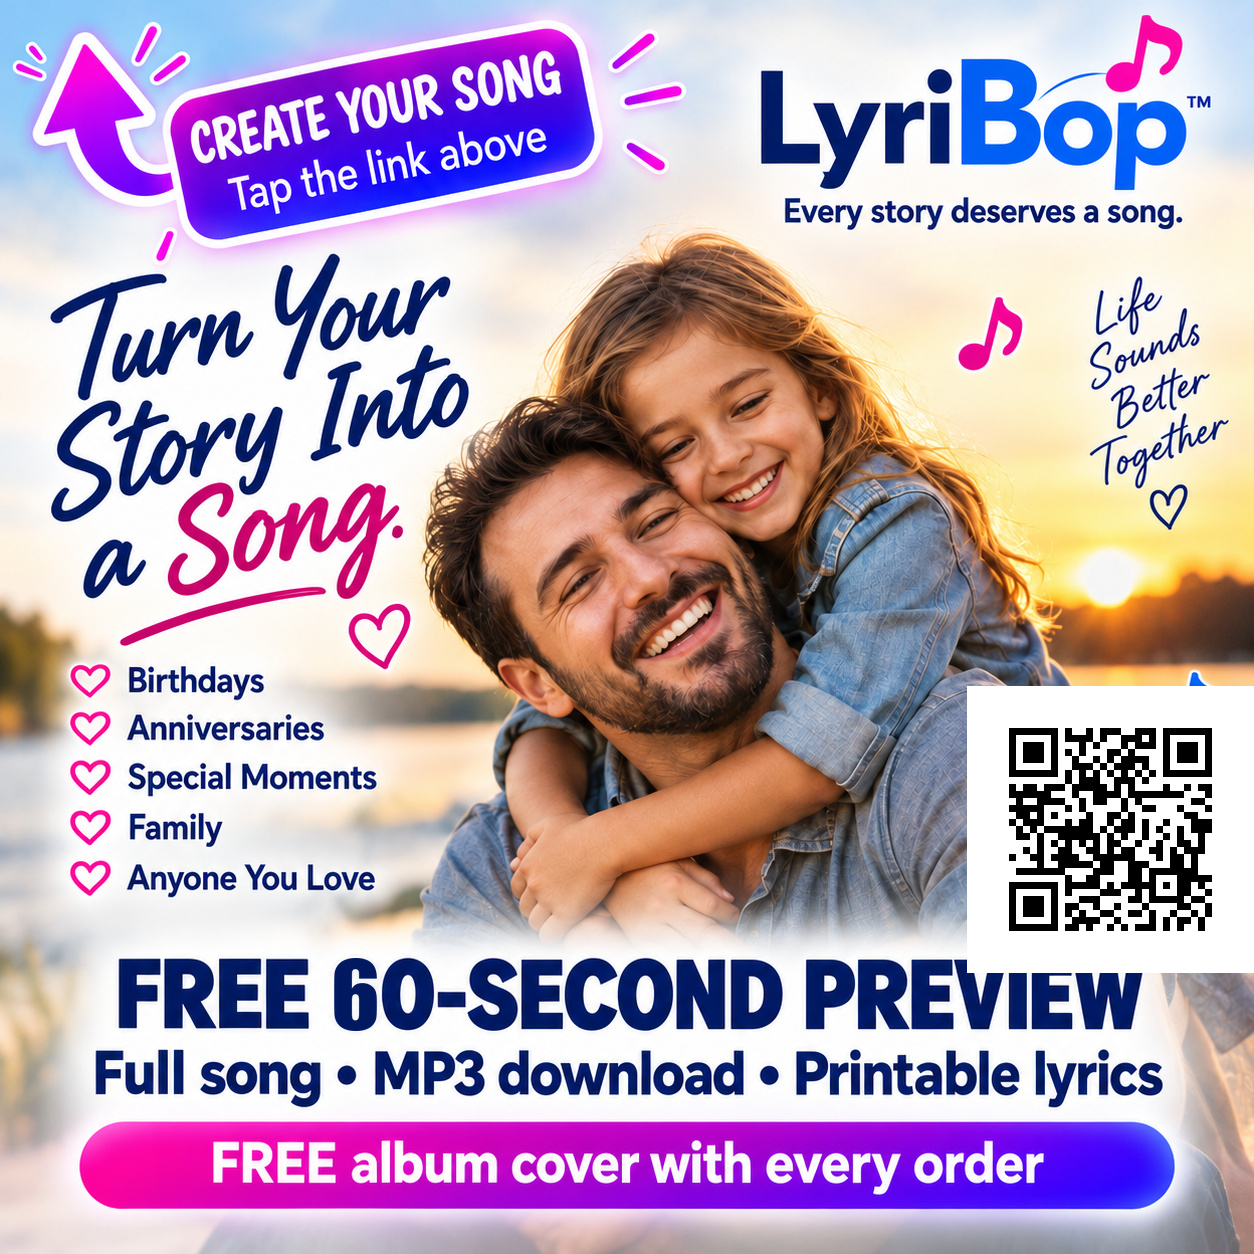 CREATE YOUR SONG
Tap the link above
LyriBop™
Every story deserves a song.
Turn Your
Story Into
a Song.
Life
Sounds
Better
Together
Birthdays
Anniversaries
Special Moments
Family
Anyone You Love
FREE 60-SECOND PREVIEW
Full song • MP3 download • Printable lyrics
FREE album cover with every order